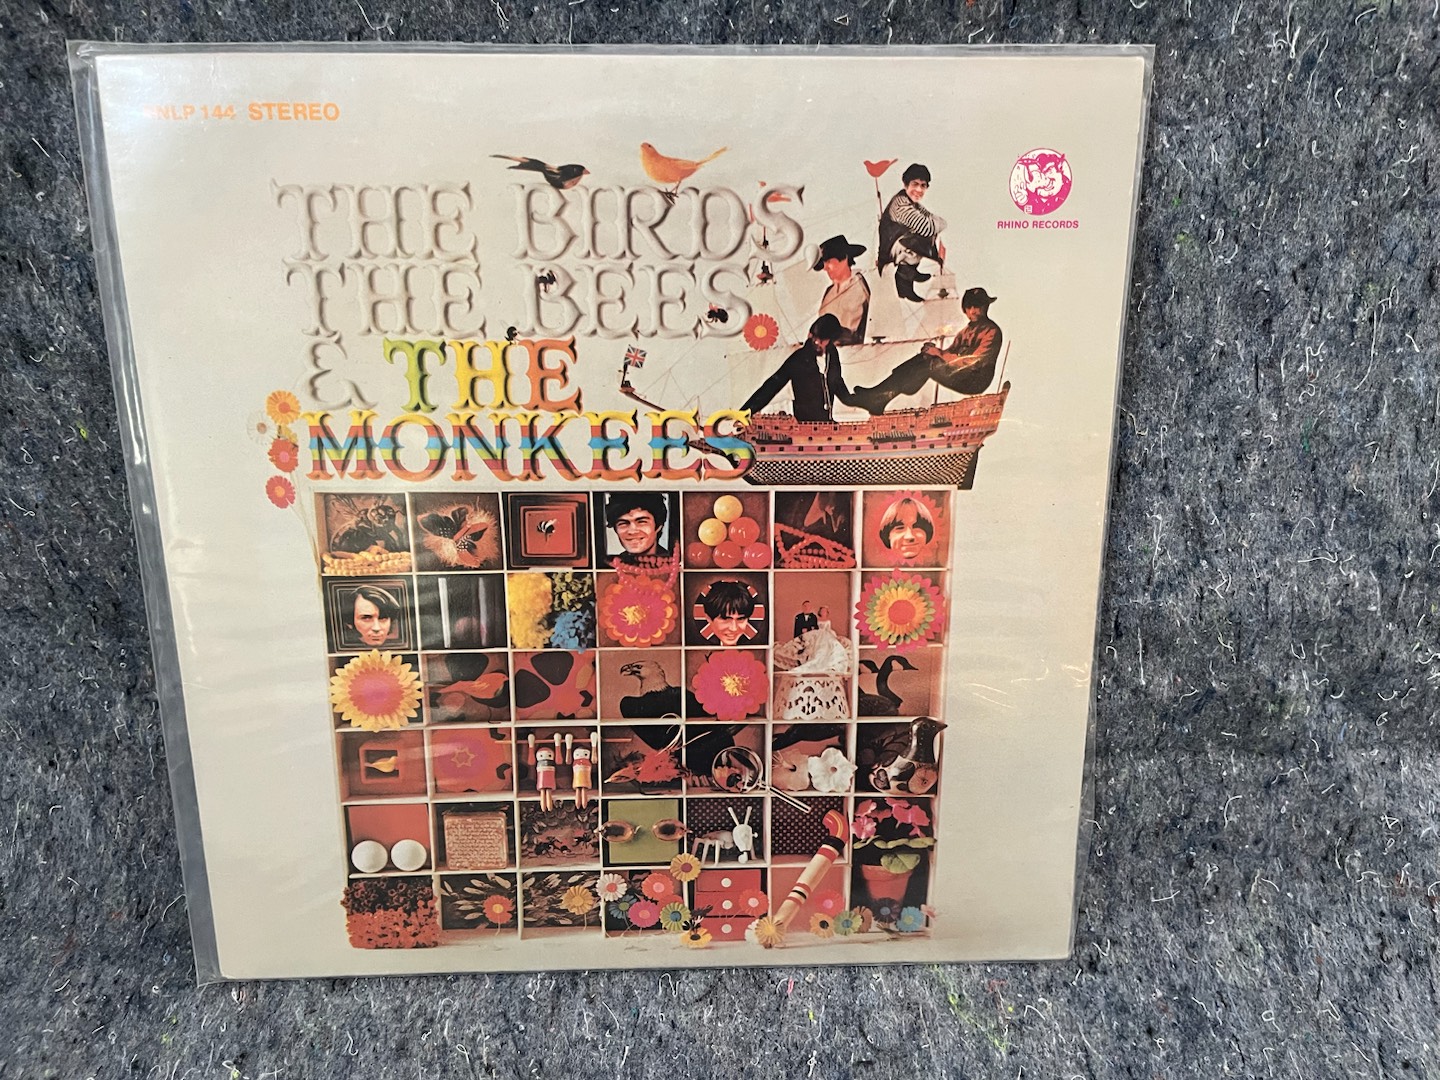 RNLP 144 STEREO
THE BIRDS,
THE BEES
& THE
MONKEES
RHINO RECORDS